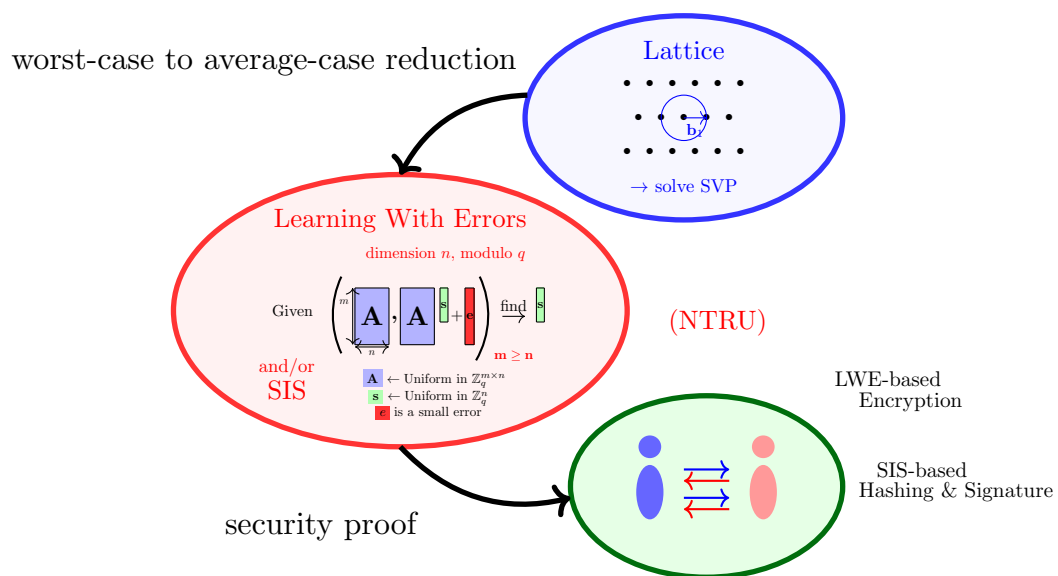 worst-case to average-case reduction
Lattice
b₁
→ solve SVP
Learning With Errors
dimension n, modulo q
Given ( m A , A s + e ) find → s
n
m ≥ n
and/or
SIS
A ← Uniform in ℤ_q^{m×n}
s ← Uniform in ℤ_q^n
e is a small error
(NTRU)
LWE-based
Encryption
SIS-based
Hashing & Signature
security proof